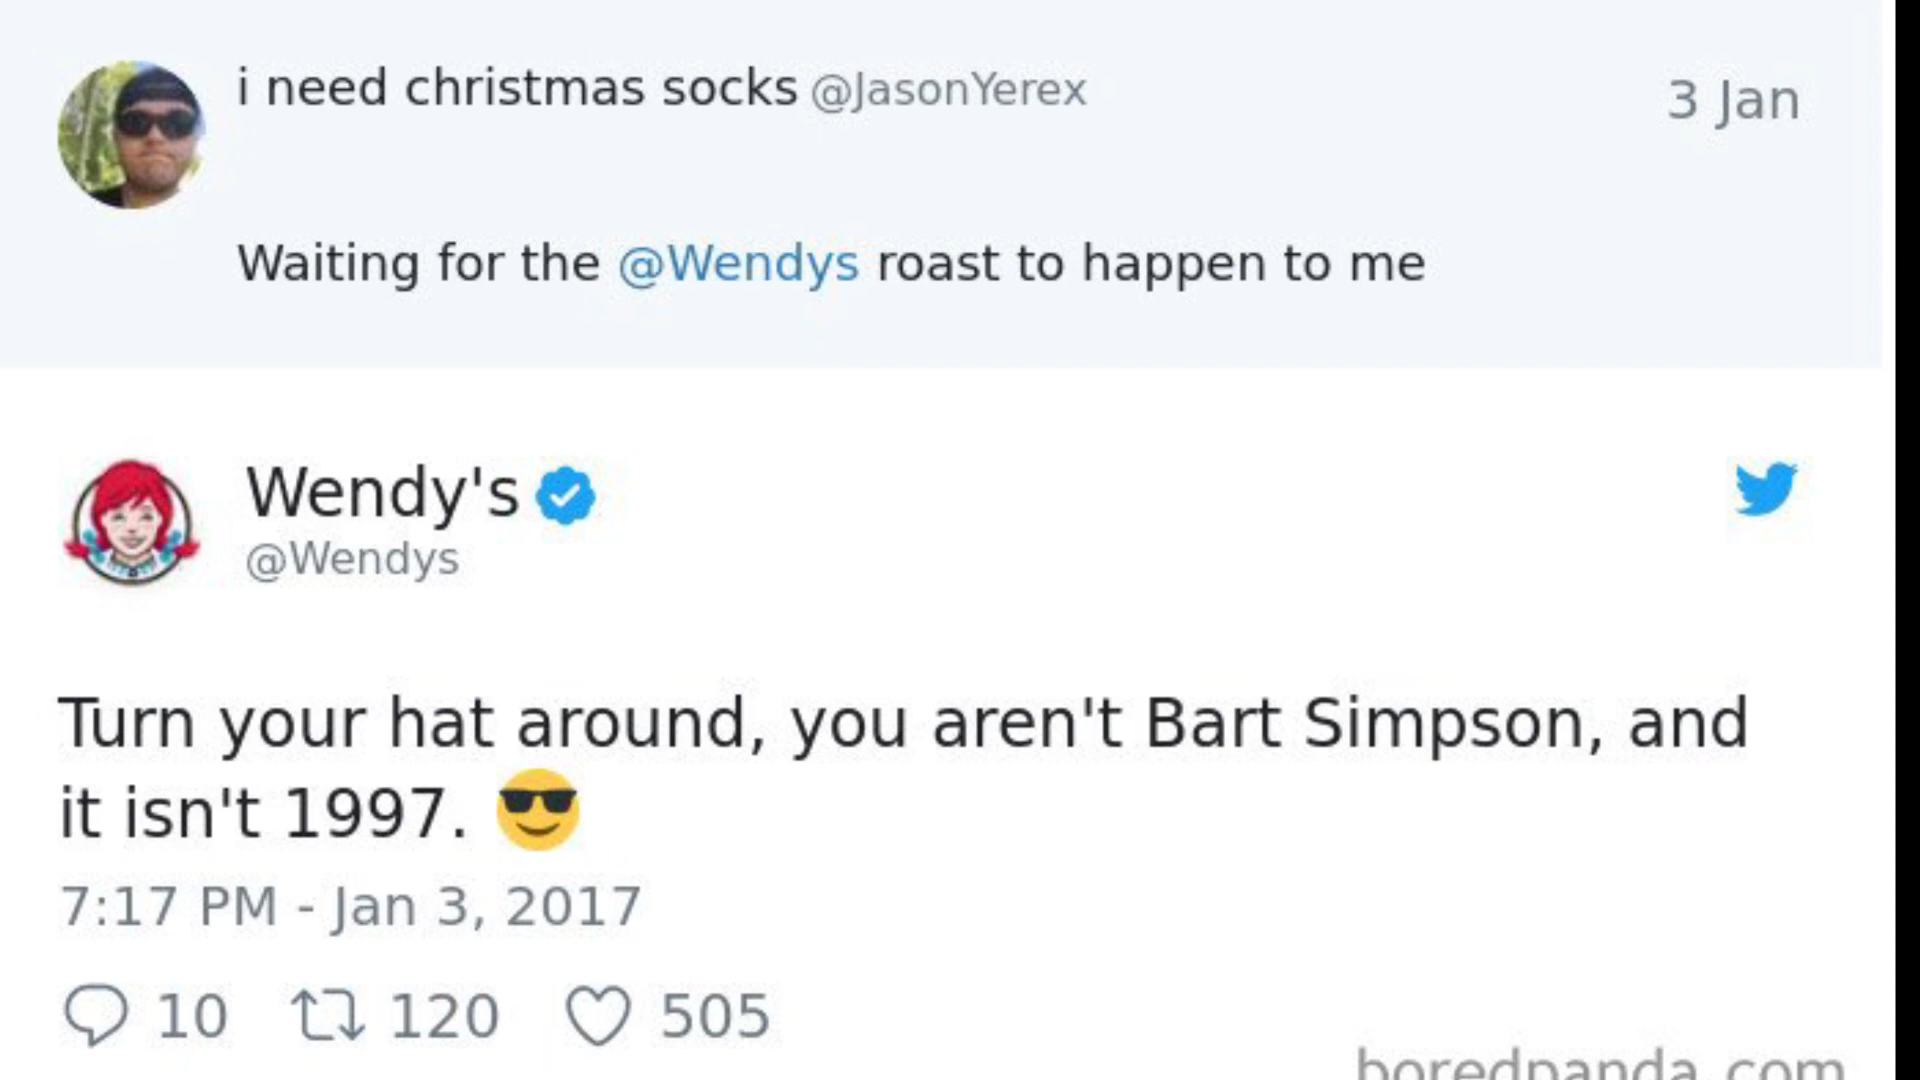 i need christmas socks @JasonYerex
3 Jan
Waiting for the @Wendys roast to happen to me
Wendy's
@Wendys
Turn your hat around, you aren't Bart Simpson, and
it isn't 1997. 😎
7:17 PM - Jan 3, 2017
10 120 505
boredpanda.com